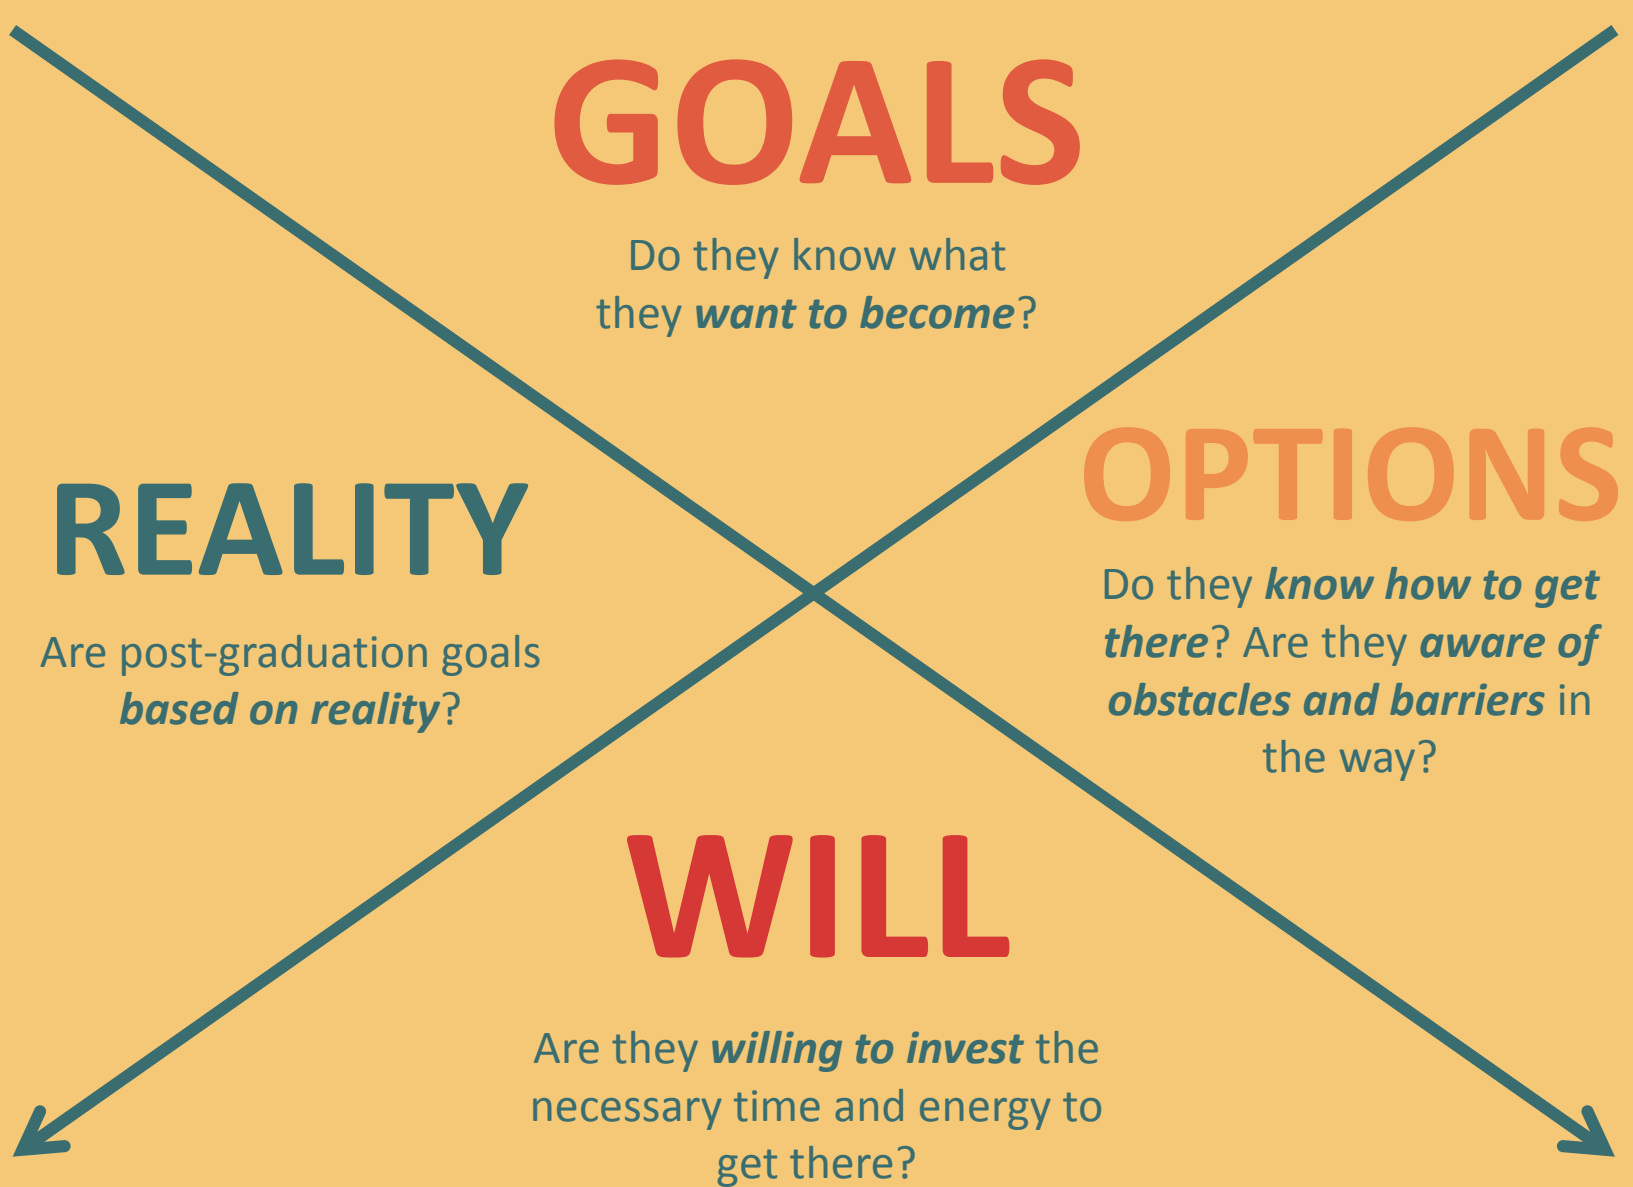 GOALS
Do they know what
they want to become?
REALITY
Are post-graduation goals
based on reality?
OPTIONS
Do they know how to get
there? Are they aware of
obstacles and barriers in
the way?
WILL
Are they willing to invest the
necessary time and energy to
get there?